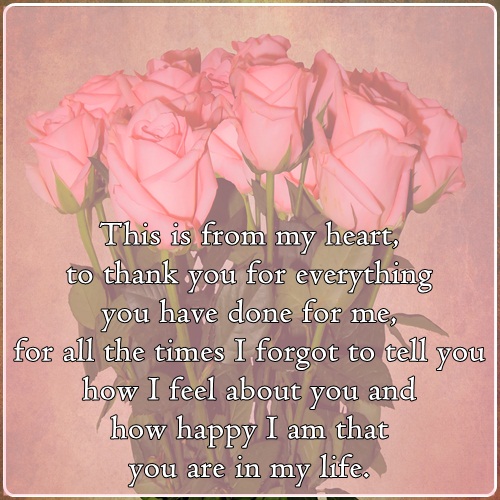 This is from my heart,
to thank you for everything
you have done for me,
for all the times I forgot to tell you
how I feel about you and
how happy I am that
you are in my life.